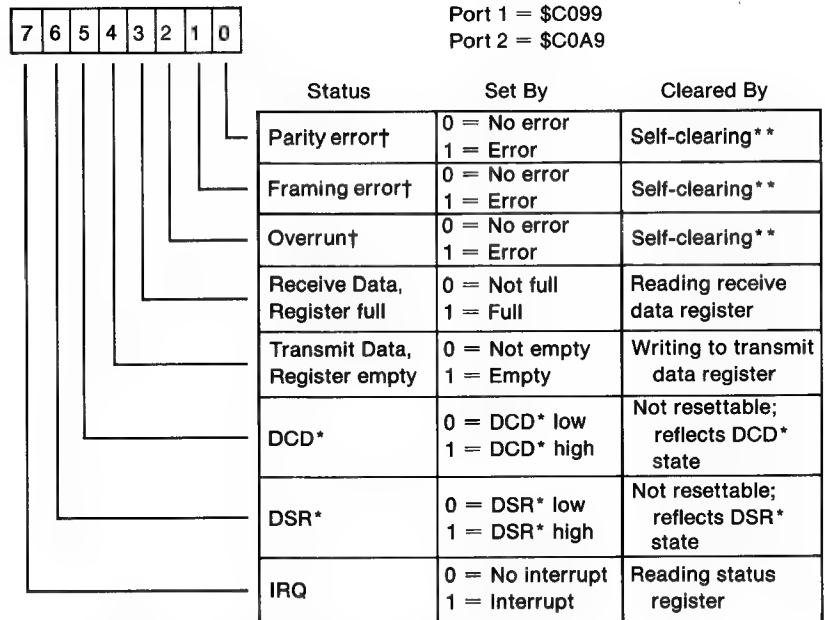 Port 1 = $C099
Port 2 = $C0A9
7 6 5 4 3 2 1 0
Status Set By Cleared By
Parity error† 0 = No error 1 = Error Self-clearing**
Framing error† 0 = No error 1 = Error Self-clearing**
Overrun† 0 = No error 1 = Error Self-clearing**
Receive Data, 0 = Not full Reading receive
Register full 1 = Full data register
Transmit Data, 0 = Not empty Writing to transmit
Register empty 1 = Empty data register
DCD* 0 = DCD* low 1 = DCD* high Not resettable; reflects DCD* state
DSR* 0 = DSR* low 1 = DSR* high Not resettable; reflects DSR* state
IRQ 0 = No interrupt 1 = Interrupt Reading status register